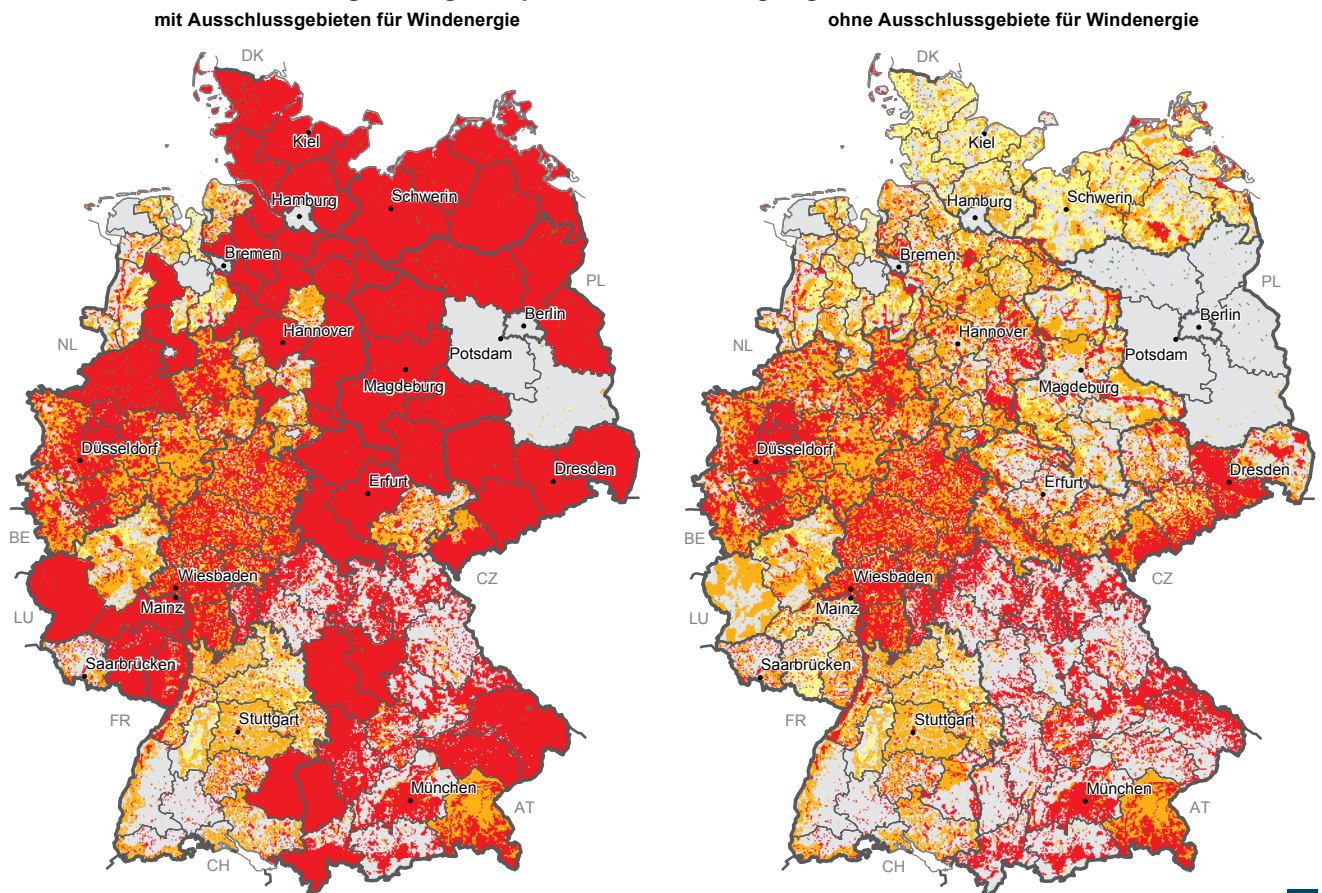 mit Ausschlussgebieten für Windenergie
ohne Ausschlussgebiete für Windenergie
DK
Kiel
Hamburg
Schwerin
Bremen
PL
Berlin
Hannover
NL
Potsdam
Magdeburg
Düsseldorf
Dresden
Erfurt
BE
Wiesbaden
CZ
Mainz
LU
Saarbrücken
FR
Stuttgart
München
AT
CH
DK
Kiel
Hamburg
Schwerin
Bremen
PL
Berlin
Hannover
NL
Potsdam
Magdeburg
Düsseldorf
Dresden
Erfurt
BE
Wiesbaden
CZ
Mainz
LU
Saarbrücken
FR
Stuttgart
München
AT
CH